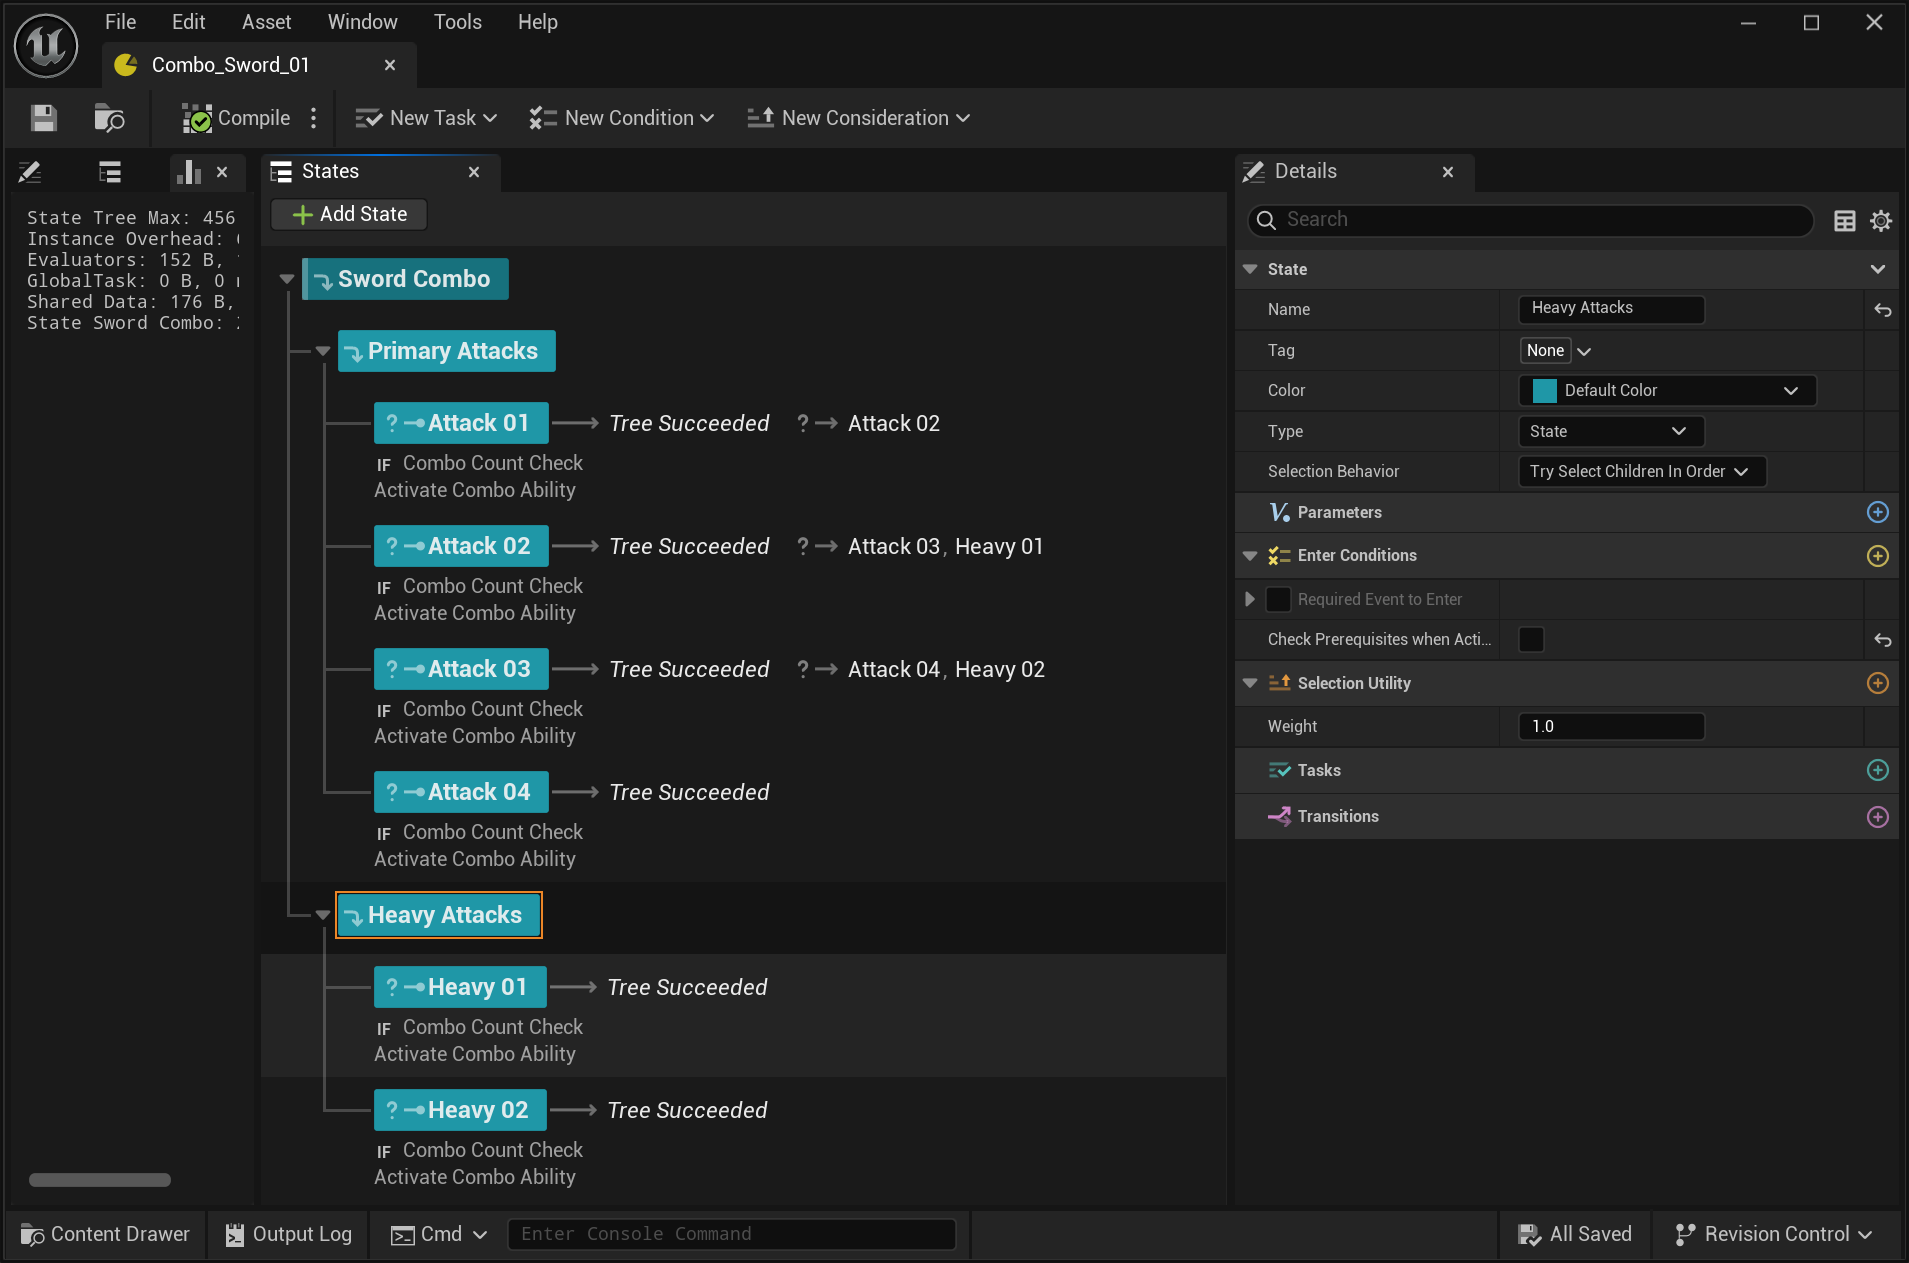 File Edit Asset Window Tools Help
Combo_Sword_01
Compile New Task New Condition New Consideration
State Tree Max: 456
Instance Overhead:
Evaluators: 152 B,
GlobalTask: 0 B, 0
Shared Data: 176 B,
State Sword Combo:
States
Add State
Sword Combo
Primary Attacks
? Attack 01 Tree Succeeded ? Attack 02
IF Combo Count Check
Activate Combo Ability
? Attack 02 Tree Succeeded ? Attack 03, Heavy 01
IF Combo Count Check
Activate Combo Ability
? Attack 03 Tree Succeeded ? Attack 04, Heavy 02
IF Combo Count Check
Activate Combo Ability
? Attack 04 Tree Succeeded
IF Combo Count Check
Activate Combo Ability
Heavy Attacks
? Heavy 01 Tree Succeeded
IF Combo Count Check
Activate Combo Ability
? Heavy 02 Tree Succeeded
IF Combo Count Check
Activate Combo Ability
Details
Search
State
Name Heavy Attacks
Tag None
Color Default Color
Type State
Selection Behavior Try Select Children In Order
Parameters
Enter Conditions
Required Event to Enter
Check Prerequisites when Acti...
Selection Utility
Weight 1.0
Tasks
Transitions
Content Drawer Output Log Cmd Enter Console Command All Saved Revision Control